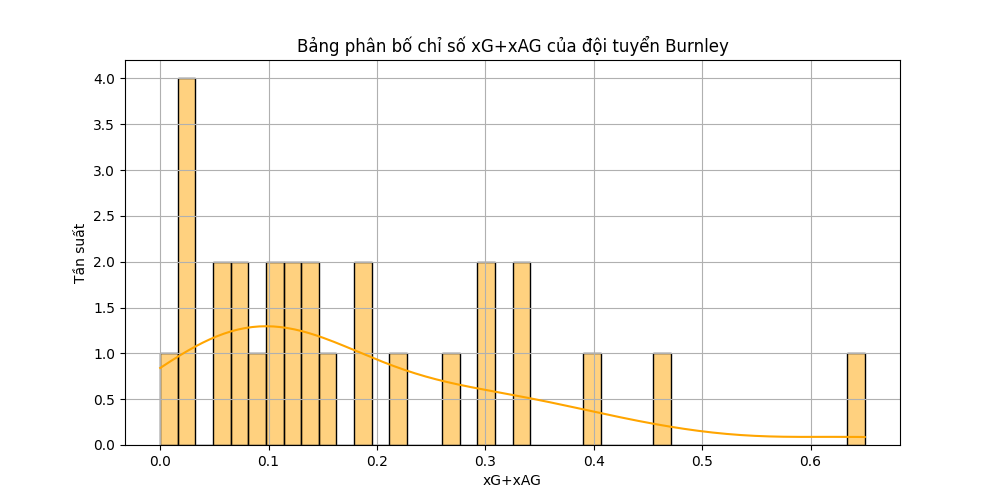 Bảng phân bố chỉ số xG+xAG của đội tuyển Burnley
Tần suất
4.0
3.5
3.0
2.5
2.0
1.5
1.0
0.5
0.0
0.0 0.1 0.2 0.3 0.4 0.5 0.6
xG+xAG